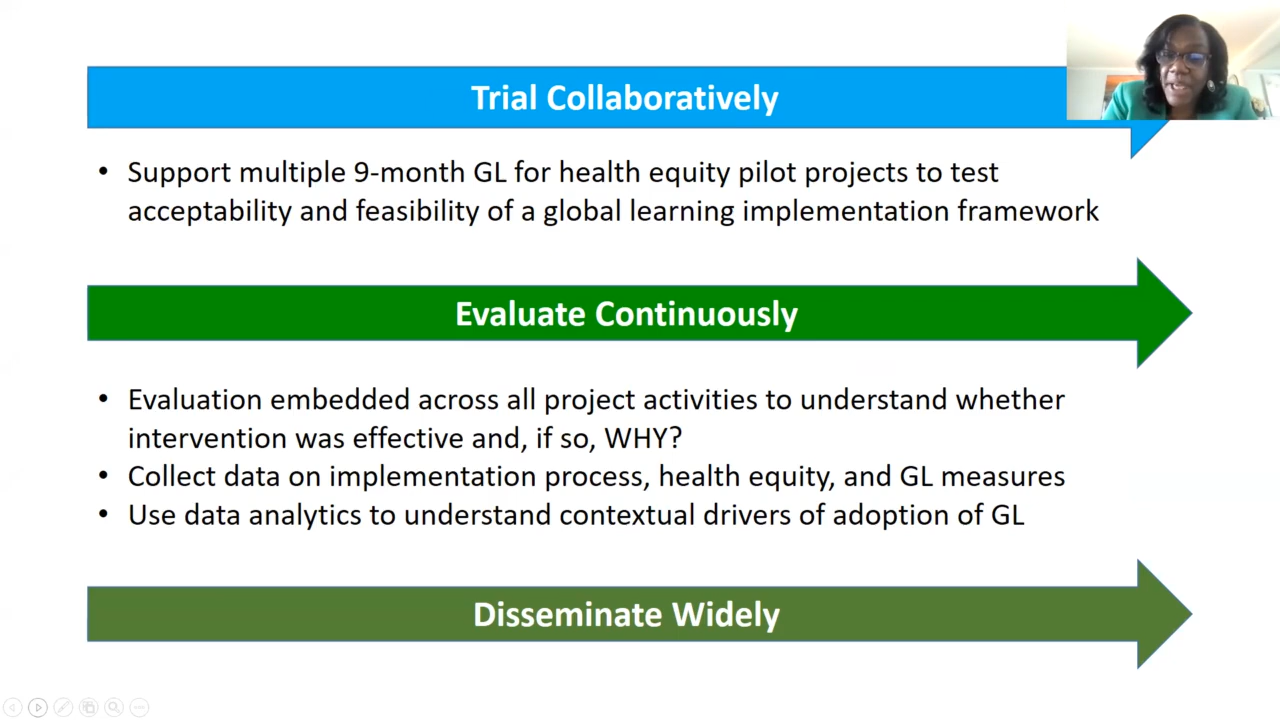 Trial Collaboratively
• Support multiple 9-month GL for health equity pilot projects to test
acceptability and feasibility of a global learning implementation framework
Evaluate Continuously
• Evaluation embedded across all project activities to understand whether
intervention was effective and, if so, WHY?
• Collect data on implementation process, health equity, and GL measures
• Use data analytics to understand contextual drivers of adoption of GL
Disseminate Widely